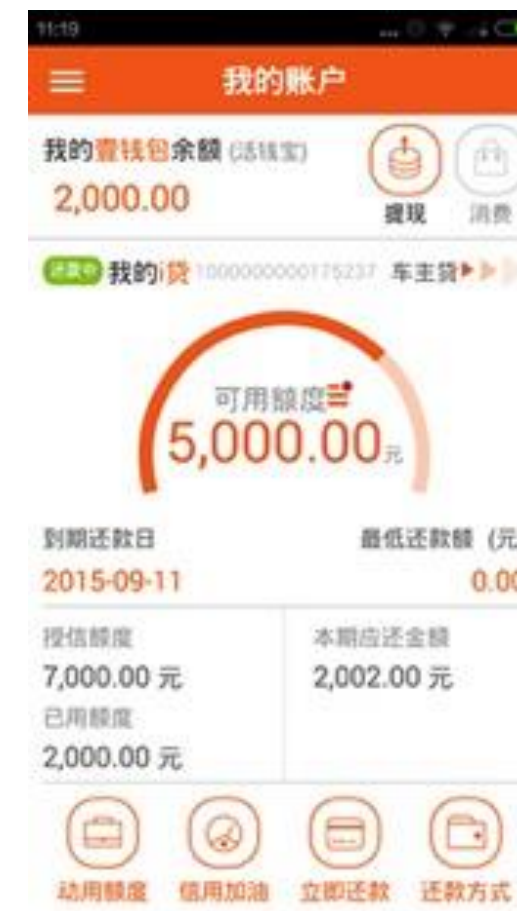 11:19
我的账户
我的壹钱包余额 (活钱宝)
2,000.00
提现
消费
还款中 我的i贷 1000000000175237 车主贷
可用额度
5,000.00元
到期还款日
最低还款额 (元
2015-09-11
0.00
授信额度
本期应还金额
7,000.00 元
2,002.00 元
已用额度
2,000.00 元
动用额度
信用加油
立即还款
还款方式